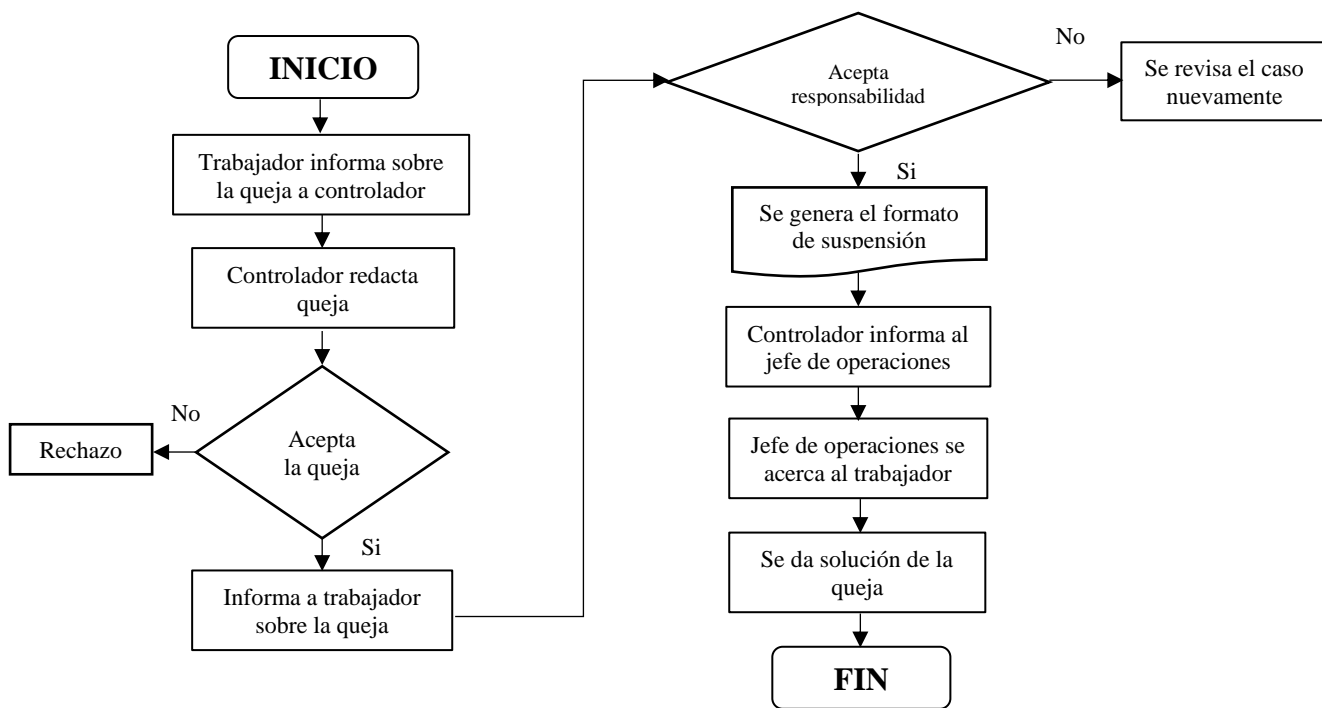 INICIO
Trabajador informa sobre
la queja a controlador
Controlador redacta
queja
Acepta
la queja
No
Rechazo
Si
Informa a trabajador
sobre la queja
Acepta
responsabilidad
No
Se revisa el caso
nuevamente
Si
Se genera el formato
de suspensión
Controlador informa al
jefe de operaciones
Jefe de operaciones se
acerca al trabajador
Se da solución de la
queja
FIN